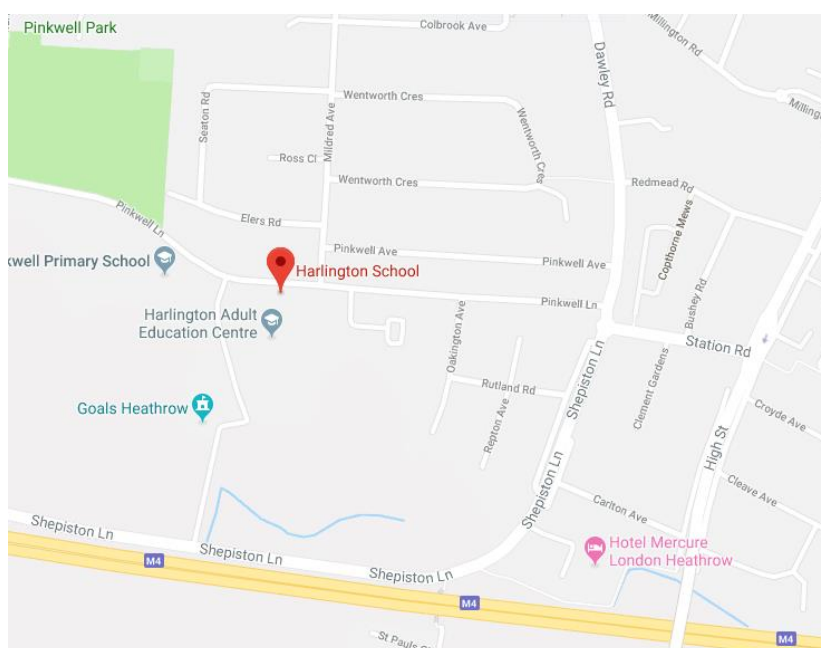 Pinkwell Park
Colbrook Ave
Millington Rd
Dawley Rd
Seaton Rd
Wentworth Cres
Mildred Ave
Wentworth Cres
Ross Cl
Wentworth Cres
Redmead Rd
Pinkwell Ln
Elers Rd
Copthorne Mews
Pinkwell Ave
Pinkwell Ave
kwell Primary School
Harlington School
Bushey Rd
Pinkwell Ln
Harlington Adult
Education Centre
Oakington Ave
Station Rd
Shepiston Ln
Clement Gardens
Rutland Rd
Goals Heathrow
Repton Ave
Croyde Ave
High St
Shepiston Ln
Cleave Ave
Carlton Ave
Shepiston Ln
Shepiston Ln
Hotel Mercure
London Heathrow
M4
Shepiston Ln
M4
M4